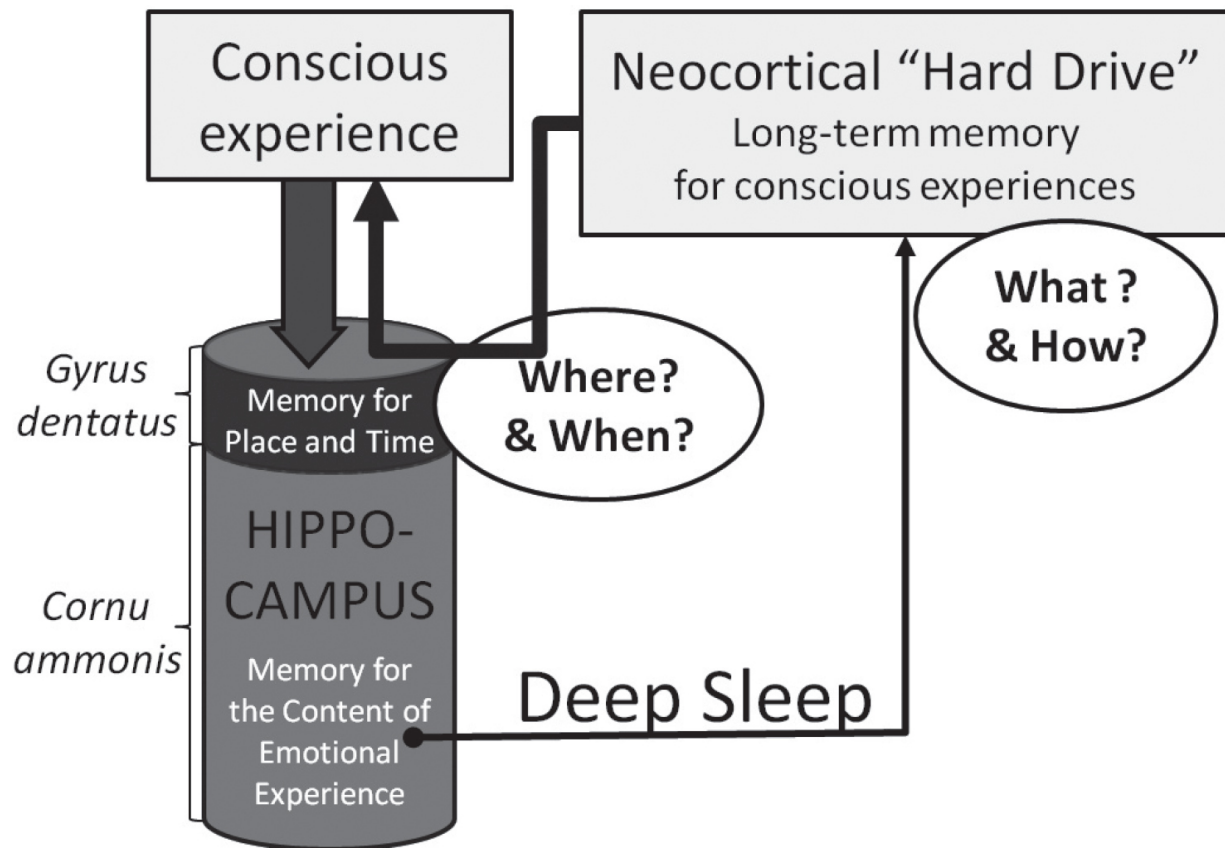 Conscious
experience
Neocortical “Hard Drive”
Long-term memory
for conscious experiences
What ?
& How?
Where?
& When?
Gyrus
dentatus
Memory for
Place and Time
HIPPO-
CAMPUS
Cornu
ammonis
Memory for
the Content of
Emotional
Experience
Deep Sleep